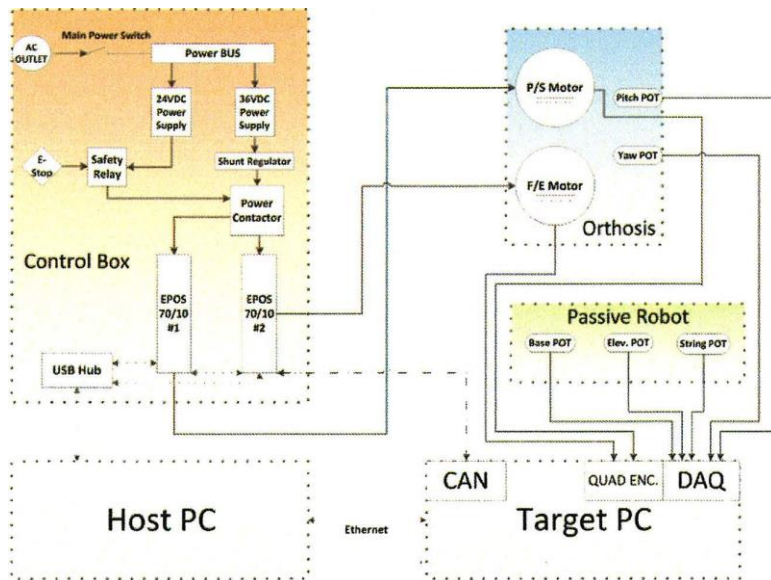 Main Power Switch
AC
OUTLET
Power BUS
24VDC
Power
Supply
36VDC
Power
Supply
E-
Stop
Safety
Relay
Shunt Regulator
Power
Contactor
Control Box
EPOS
70/10
#1
EPOS
70/10
#2
USB Hub
P/S Motor
Pitch POT
Yaw POT
F/E Motor
Orthosis
Passive Robot
Base POT
Elev. POT
String POT
CAN
QUAD ENC.
DAQ
Host PC
Ethernet
Target PC